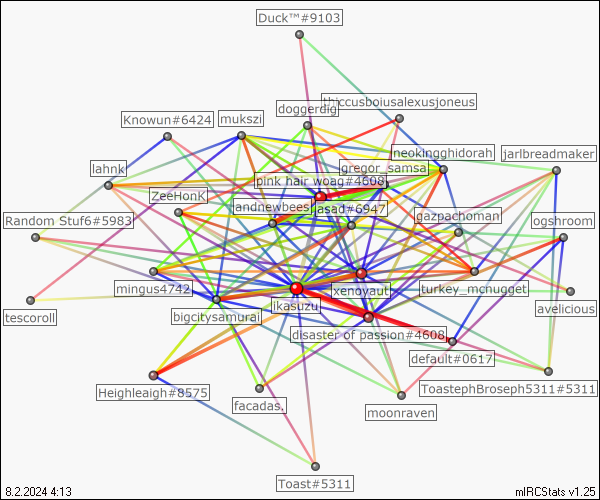 Duck™#9103
thiccusboiusalexusjoneus
doggerdig
Knowun#6424
mukszi
neokingghidorah
jarlbreadmaker
lahnk
gregor_samsa
pink hair woag#4608
ZeeHonk
andnewbees
asad#6947
gazpachoman
Random Stuf6#5983
ogshroom
mingus4742
xenoyaut
turkey_mcnugget
tescoroll
bigcitysamurai
ikasuzu
avelicious
disaster of passion#4608
default#0617
Heighleaigh#8575
ToastephBroseph5311#5311
facadas.
moonraven
Toast#5311
8.2.2024 4:13
mIRCStats v1.25